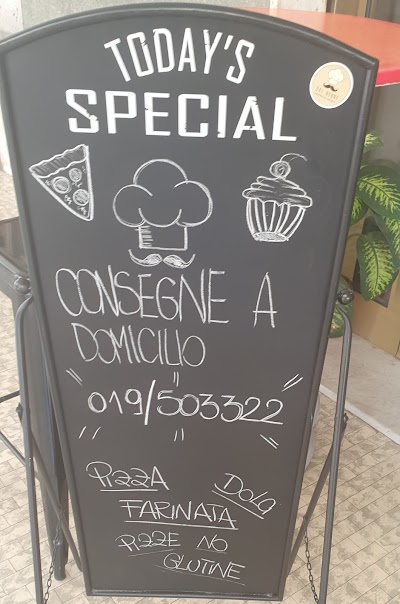 TODAY'S
SPECIAL
CONSEGNE A
DOMICILIO
019/503322
PIZZA
DOLCI
FARINATA
PIZZE NO
GLUTINE